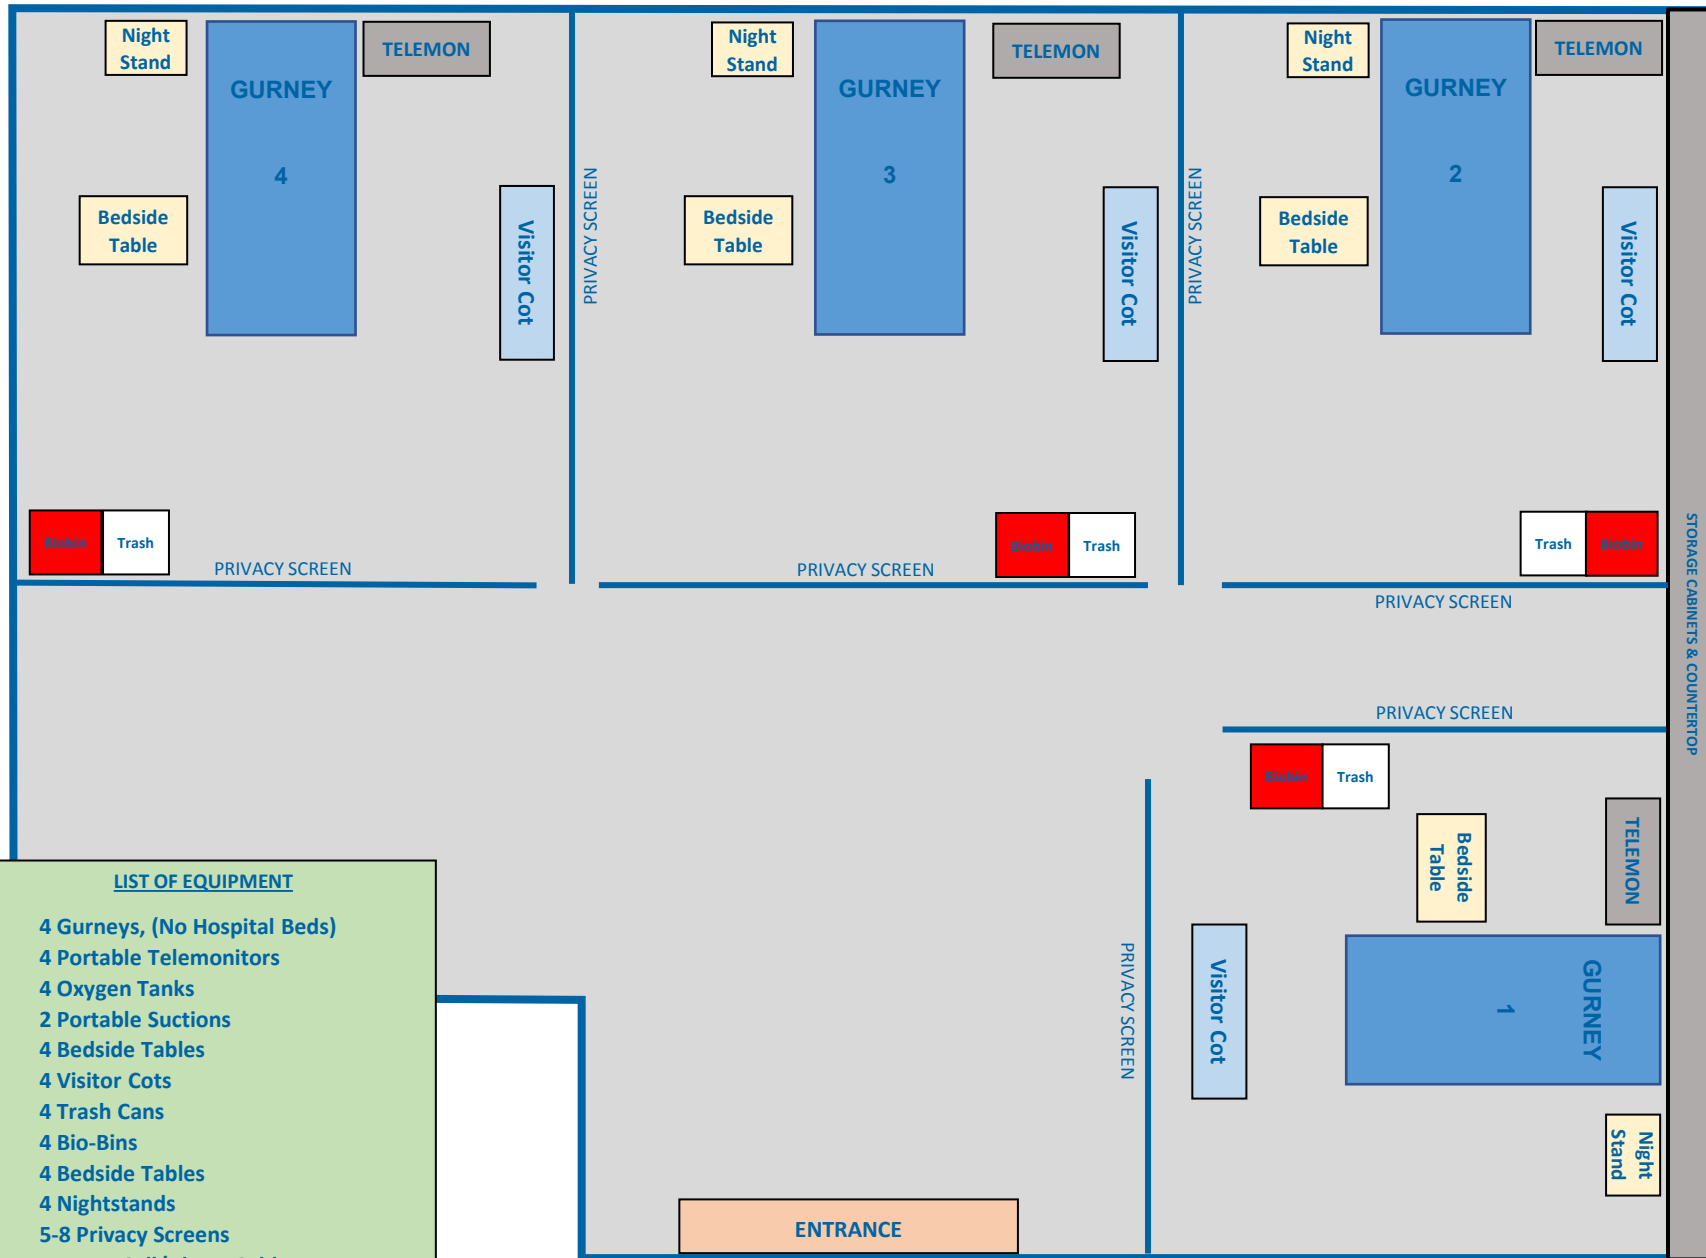 Night
Stand
GURNEY
4
TELEMON
Bedside
Table
Visitor Cot
PRIVACY SCREEN
Biobin
Trash
PRIVACY SCREEN
Night
Stand
GURNEY
3
TELEMON
Bedside
Table
Visitor Cot
PRIVACY SCREEN
Biobin
Trash
PRIVACY SCREEN
Night
Stand
GURNEY
2
TELEMON
Bedside
Table
Visitor Cot
Trash
Biobin
PRIVACY SCREEN
STORAGE CABINETS & COUNTERTOP
PRIVACY SCREEN
Biobin
Trash
Bedside
Table
TELEMON
PRIVACY SCREEN
Visitor Cot
GURNEY
1
Night
Stand
ENTRANCE
LIST OF EQUIPMENT
4 Gurneys, (No Hospital Beds)
4 Portable Telemonitors
4 Oxygen Tanks
2 Portable Suctions
4 Bedside Tables
4 Visitor Cots
4 Trash Cans
4 Bio-Bins
4 Bedside Tables
4 Nightstands
5-8 Privacy Screens